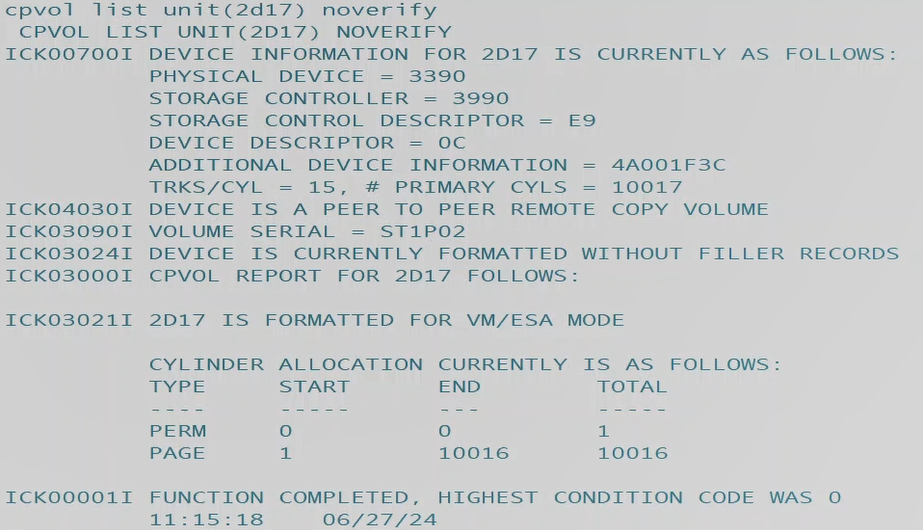 cpvol list unit(2d17) noverify
CPVOL LIST UNIT(2D17) NOVERIFY
ICK00700I DEVICE INFORMATION FOR 2D17 IS CURRENTLY AS FOLLOWS:
PHYSICAL DEVICE = 3390
STORAGE CONTROLLER = 3990
STORAGE CONTROL DESCRIPTOR = E9
DEVICE DESCRIPTOR = 0C
ADDITIONAL DEVICE INFORMATION = 4A001F3C
TRKS/CYL = 15, # PRIMARY CYLS = 10017
ICK04030I DEVICE IS A PEER TO PEER REMOTE COPY VOLUME
ICK03090I VOLUME SERIAL = ST1P02
ICK03024I DEVICE IS CURRENTLY FORMATTED WITHOUT FILLER RECORDS
ICK03000I CPVOL REPORT FOR 2D17 FOLLOWS:
ICK03021I 2D17 IS FORMATTED FOR VM/ESA MODE
CYLINDER ALLOCATION CURRENTLY IS AS FOLLOWS:
TYPE START END TOTAL
---- ----- --- -----
PERM 0 0 1
PAGE 1 10016 10016
ICK00001I FUNCTION COMPLETED, HIGHEST CONDITION CODE WAS 0
11:15:18 06/27/24